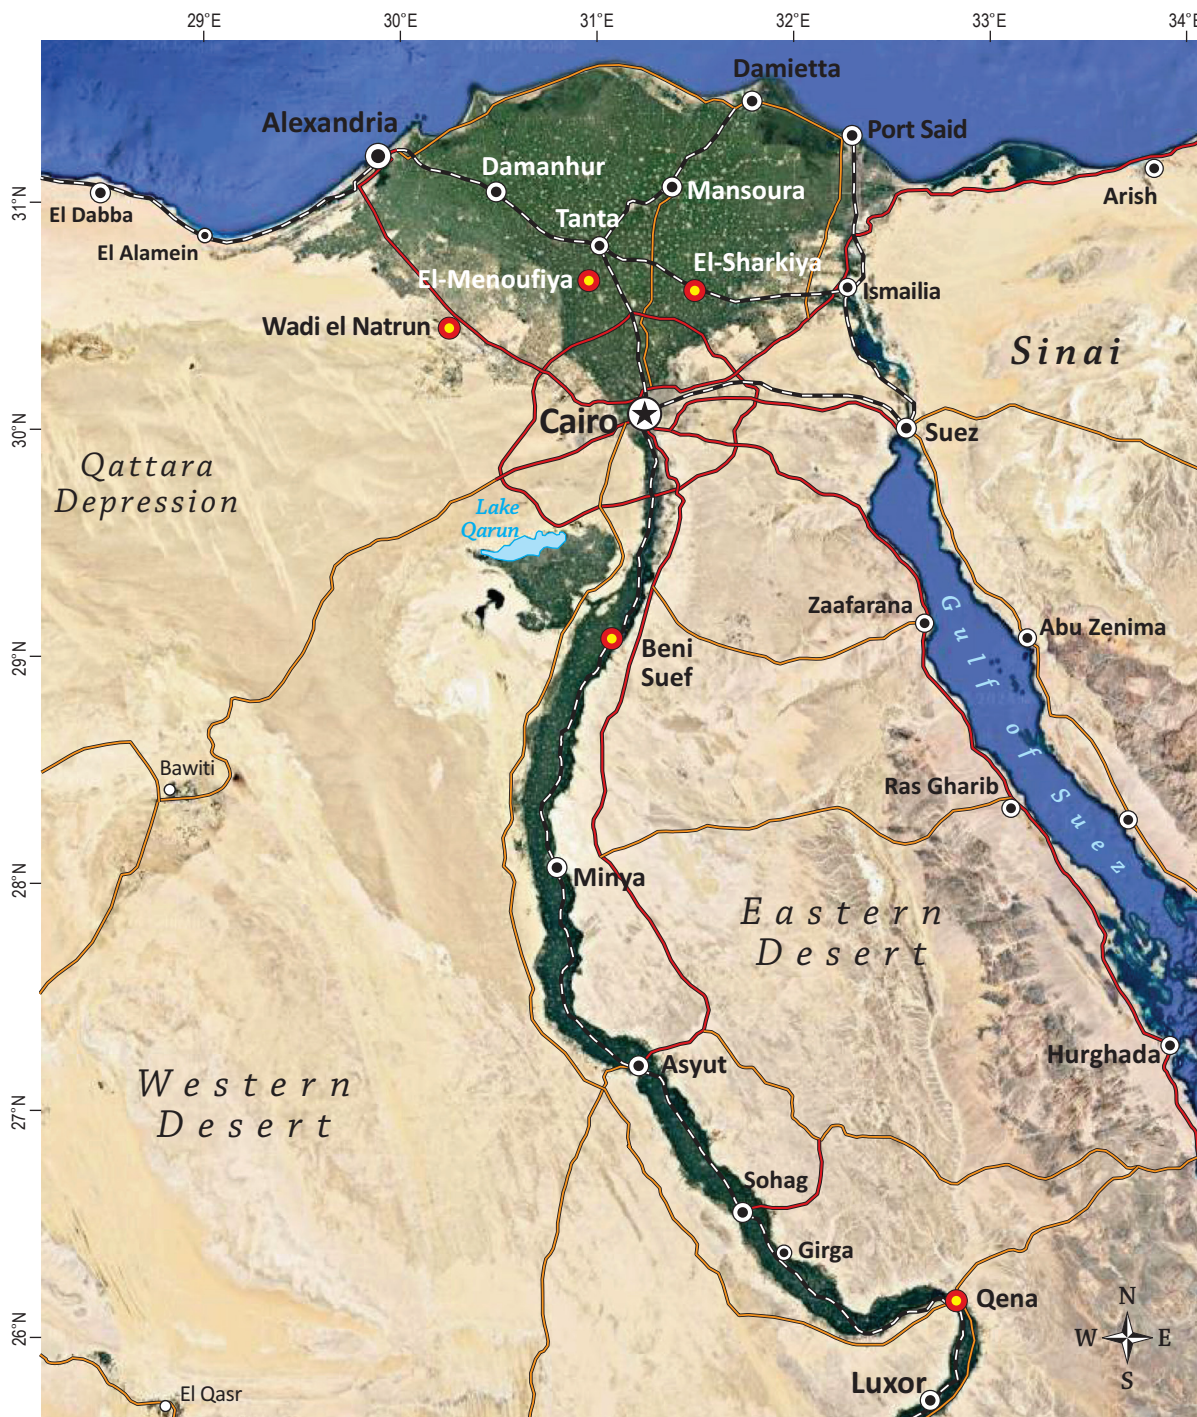 29°E
30°E
31°E
32°E
33°E
34°E
Damietta
Alexandria
Port Said
Damanhur
Mansoura
31°N
El Dabba
Arish
Tanta
El Alamein
El-Sharkiya
El-Menoufiya
Ismailia
Wadi el Natrun
Sinai
Cairo
30°N
Suez
Qattara
Depression
Lake
Qarun
Zaafarana
Gulf of Suez
Abu Zenima
29°N
Beni
Suef
Bawiti
Ras Gharib
28°N
Minya
Eastern
Desert
Hurghada
Asyut
Western
Desert
27°N
Sohag
Girga
Qena
N
W
E
S
26°N
Luxor
El Qasr